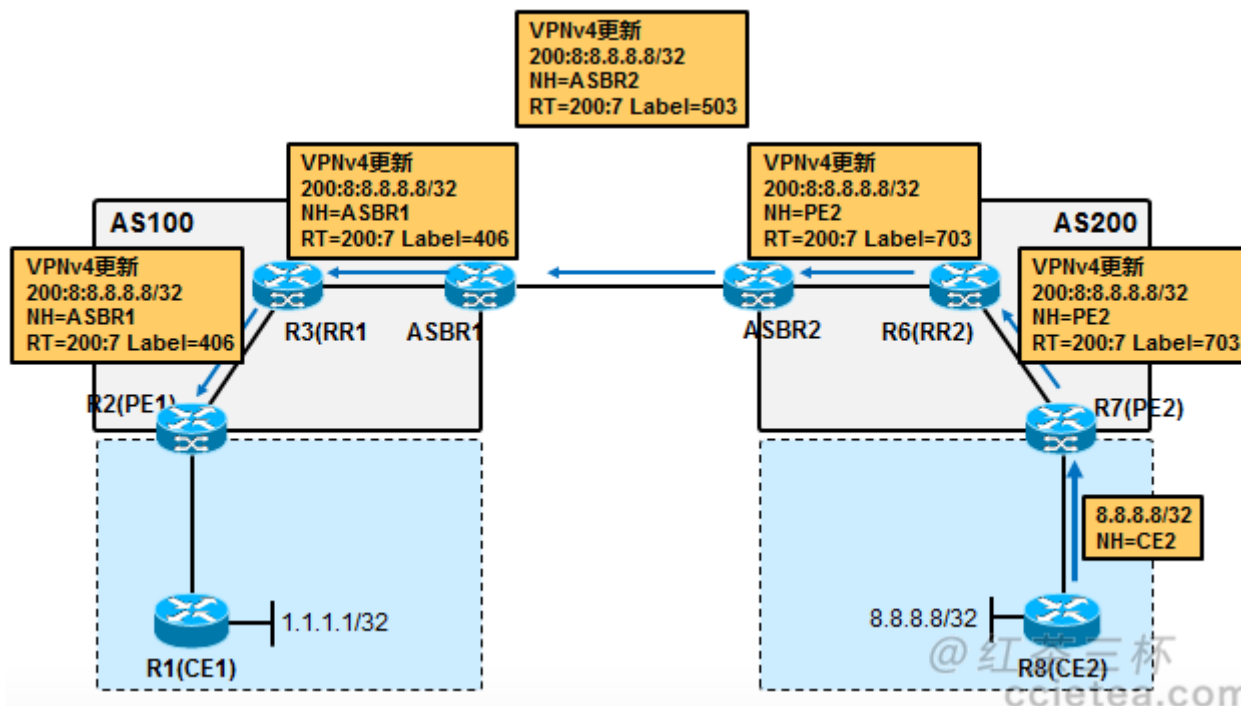 VPNv4更新
200:8:8.8.8.8/32
NH=ASBR2
RT=200:7 Label=503
VPNv4更新
200:8:8.8.8.8/32
NH=ASBR1
RT=200:7 Label=406
VPNv4更新
200:8:8.8.8.8/32
NH=PE2
RT=200:7 Label=703
AS100
AS200
VPNv4更新
200:8:8.8.8.8/32
NH=ASBR1
RT=200:7 Label=406
VPNv4更新
200:8:8.8.8.8/32
NH=PE2
RT=200:7 Label=703
R3(RR1
ASBR1
ASBR2
R6(RR2)
R2(PE1)
R7(PE2)
8.8.8.8/32
NH=CE2
1.1.1.1/32
8.8.8.8/32
R1(CE1)
R8(CE2)
@红茶三杯
ccietea.com